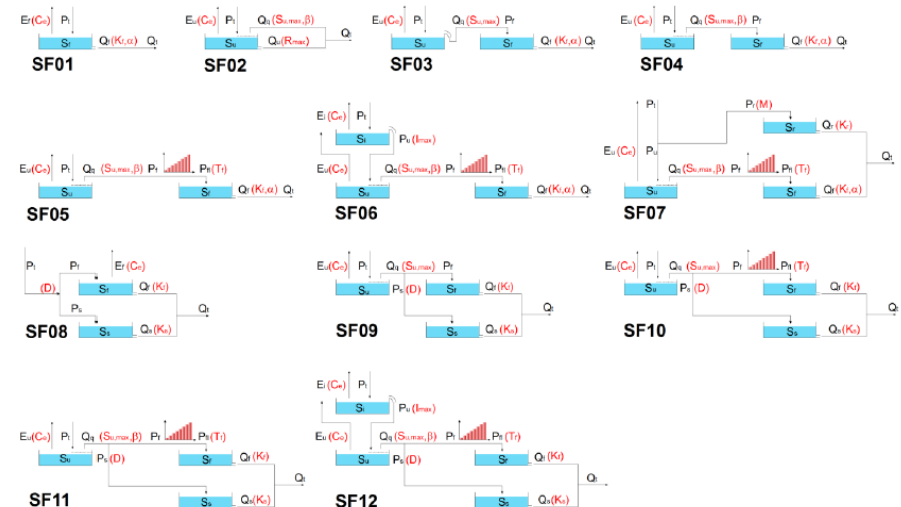 Ef(Ce) Pt
Sf
Qf(Kf,α) Qt
SF01
Eu(Ce) Pt Qq(Su,max,β)
Su
Qu(Rmax) Qt
SF02
Eu(Ce) Pt Qq(Su,max) Pf
Su Sf
Qf(Kf,α) Qt
SF03
Eu(Ce) Pt Qq(Su,max,β) Pf
Su Sf
Qf(Kf,α) Qt
SF04
Eu(Ce) Pt Qq(Su,max,β) Pf Pfl(Tf)
Su Sf
Qf(Kf,α) Qt
SF05
Ei(Ce) Pt
Si
Pu(Imax)
Eu(Ce) Qq(Su,max,β) Pf Pfl(Tf)
Su Sf
Qf(Kf,α) Qt
SF06
Pt Pr(M)
Sr
Qr(Kr)
Eu(Ce) Pu Qt
Qq(Su,max,β) Pf Pfl(Tf)
Su Sf
Qf(Kf,α)
SF07
Pt Pf Ef(Ce)
(D) Sf Qf(Kf)
Ps Qt
Ss Qs(Ks)
SF08
Eu(Ce) Pt Qq(Su,max) Pf
Su Ps(D) Sf Qf(Kf)
Qt
Ss Qs(Ks)
SF09
Eu(Ce) Pt Qq(Su,max) Pf Pfl(Tf)
Su Ps(D) Sf Qf(Kf)
Qt
Ss Qs(Ks)
SF10
Eu(Ce) Pt Qq(Su,max,β) Pf Pfl(Tf)
Su Ps(D) Sf Qf(Kf)
Qt
Ss Qs(Ks)
SF11
Ei(Ce) Pt
Si
Pu(Imax)
Eu(Ce) Qq(Su,max,β) Pf Pfl(Tf)
Su Ps(D) Sf Qf(Kf)
Qt
Ss Qs(Ks)
SF12